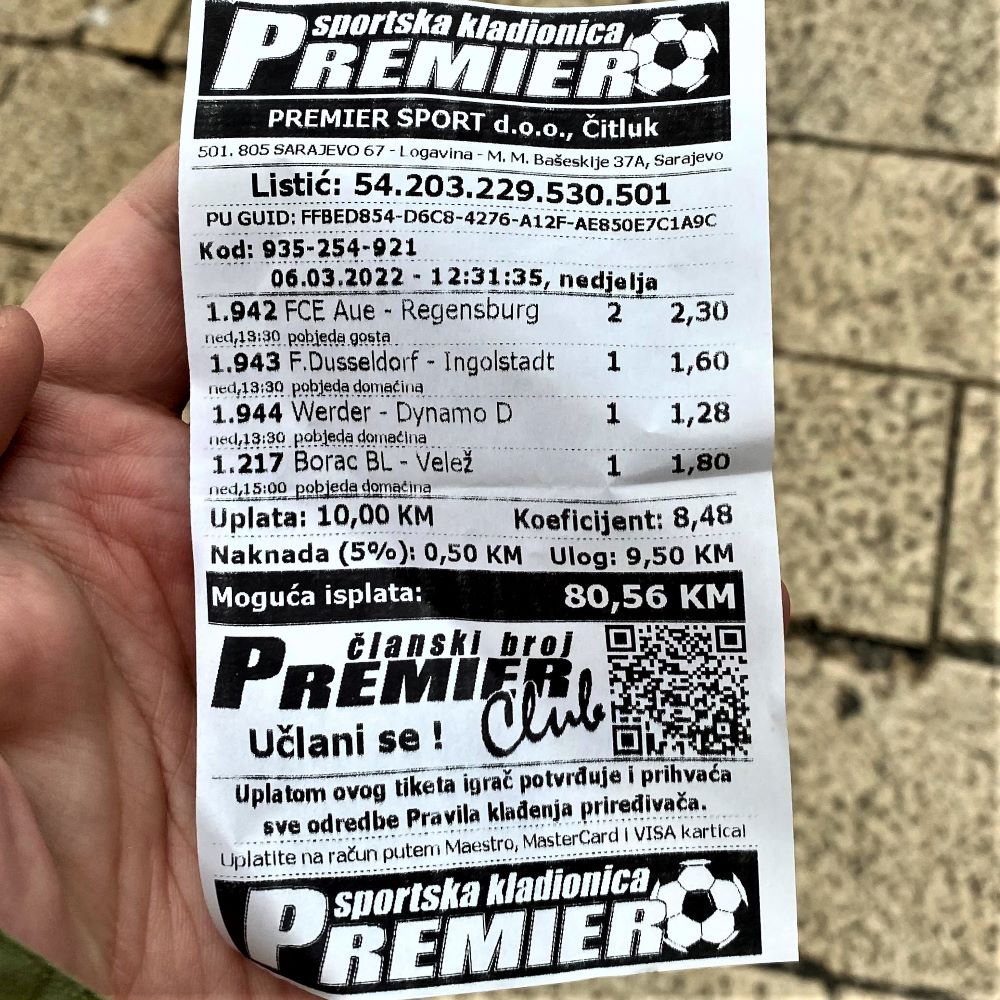 sportska kladionica
PREMIER
PREMIER SPORT d.o.o., Čitluk
501. 805 SARAJEVO 67 - Logavina - M. M. Bašeskije 37A, Sarajevo
Listić: 54.203.229.530.501
PU GUID: FFBED854-D6C8-4276-A12F-AE850E7C1A9C
Kod: 935-254-921
06.03.2022 - 12:31:35, nedjelja
1.942 FCE Aue - Regensburg 2 2,30
ned,13:30 pobjeda gosta
1.943 F.Dusseldorf - Ingolstadt 1 1,60
ned,13:30 pobjeda domaćina
1.944 Werder - Dynamo D 1 1,28
ned,13:30 pobjeda domaćina
1.217 Borac BL - Velež 1 1,80
ned,15:00 pobjeda domaćina
Uplata: 10,00 KM Koeficijent: 8,48
Naknada (5%): 0,50 KM Ulog: 9,50 KM
Moguća isplata: 80,56 KM
članski broj
PREMIER
Club
Učlani se !
Uplatom ovog tiketa igrač potvrđuje i prihvaća
sve odredbe Pravila klađenja priređivača.
Uplatite na račun putem Maestro, MasterCard i VISA kartica!
sportska kladionica
PREMIER